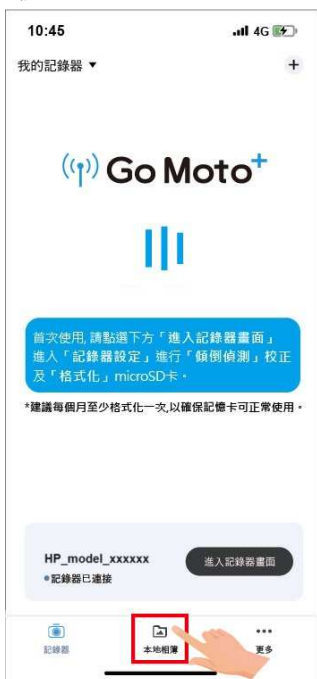 10:45
4G
我的記錄器 ▼
+
Go Moto+
首次使用,請點選下方「進入記錄器畫面」
進入「記錄器設定」進行「傾倒偵測」校正
及「格式化」microSD卡。
*建議每個月至少格式化一次,以確保記憶卡可正常使用。
HP_model_xxxxxx
記錄器已連接
進入記錄器畫面
記錄器
本地相簿
更多